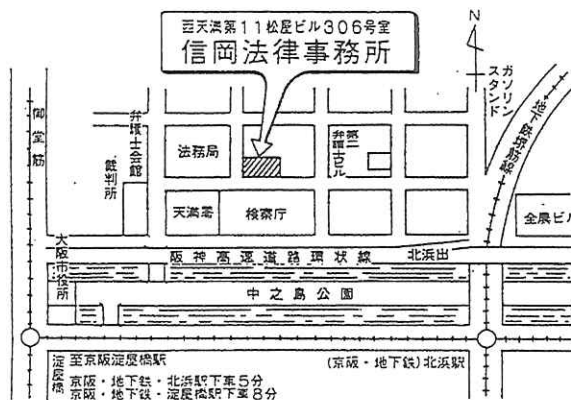 西天満第11松屋ビル306号室
信岡法律事務所
N
ガソリン
スタンド
地下鉄堺筋線
御堂筋
弁護士会館
裁判所
法務局
第二
弁護士ビル
天満署
検察庁
全農ビル
大阪市役所
阪神高速道路環状線
北浜出
中之島公園
淀屋橋
至京阪淀屋橋駅
(京阪・地下鉄)北浜駅
京阪・地下鉄・北浜駅下車5分
京阪・地下鉄・淀屋橋駅下車8分